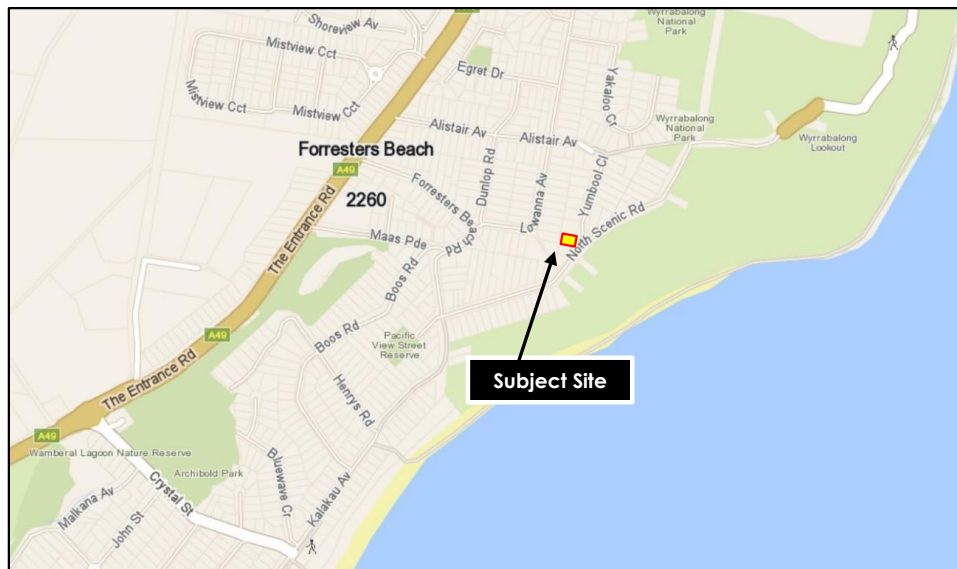 Shoreview Av
A49
Wyrrabalong
National
Park
Mistview Cct
Egret Dr
Yakaloo Cr
Mistview Cct
Mistview Cct
Alistair Av
Alistair Av
Wyrrabalong
National
Park
Wyrrabalong
Lookout
Forresters Beach
A49
2260
Dunlop Rd
Forresters Beach Rd
Lowanna Av
Yumbool Cl
North Scenic Rd
The Entrance Rd
Maas Pde
Boos Rd
A49
Boos Rd
Pacific
View Street
Reserve
Subject Site
The Entrance Rd
Henrys Rd
A49
Wamberal Lagoon Nature Reserve
Archibold Park
Bluewave Cr
Kalakau Av
Crystal St
Malkana Av
John St